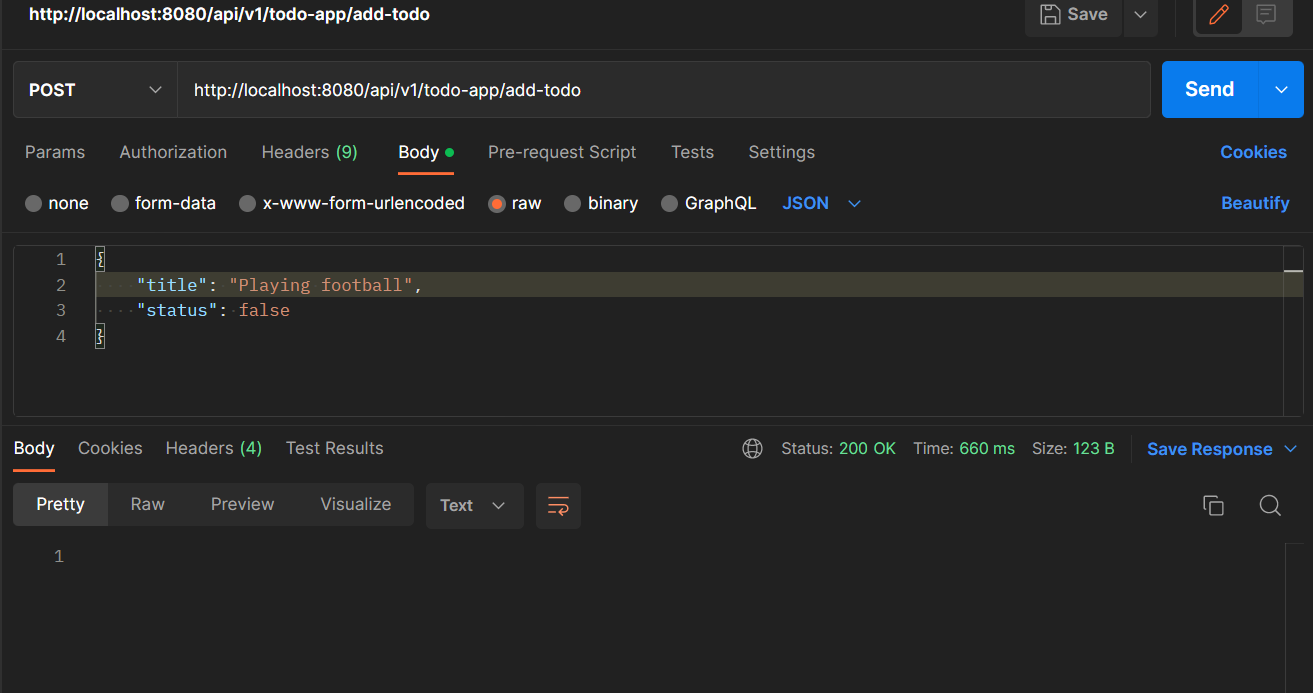 http://localhost:8080/api/v1/todo-app/add-todo
Save
POST
http://localhost:8080/api/v1/todo-app/add-todo
Send
Params Authorization Headers (9) Body Pre-request Script Tests Settings Cookies
none form-data x-www-form-urlencoded raw binary GraphQL JSON Beautify
1 {
2 "title": "Playing football",
3 "status": false
4 }
Body Cookies Headers (4) Test Results Status: 200 OK Time: 660 ms Size: 123 B Save Response
Pretty Raw Preview Visualize Text
1